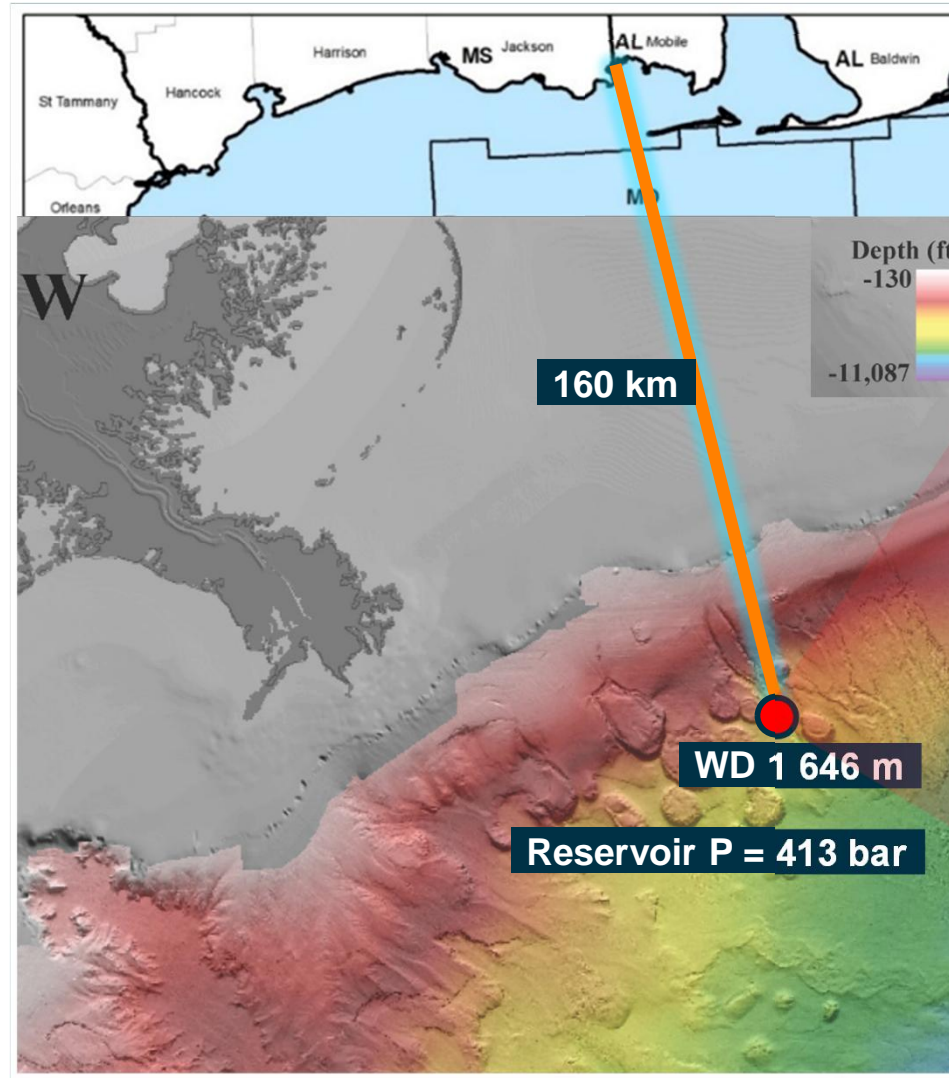 AL Mobile
Harrison
MS Jackson
AL Baldwin
Hancock
St Tammany
Orleans
Depth (ft
-130
W
160 km
-11,087
WD 1 646 m
Reservoir P = 413 bar